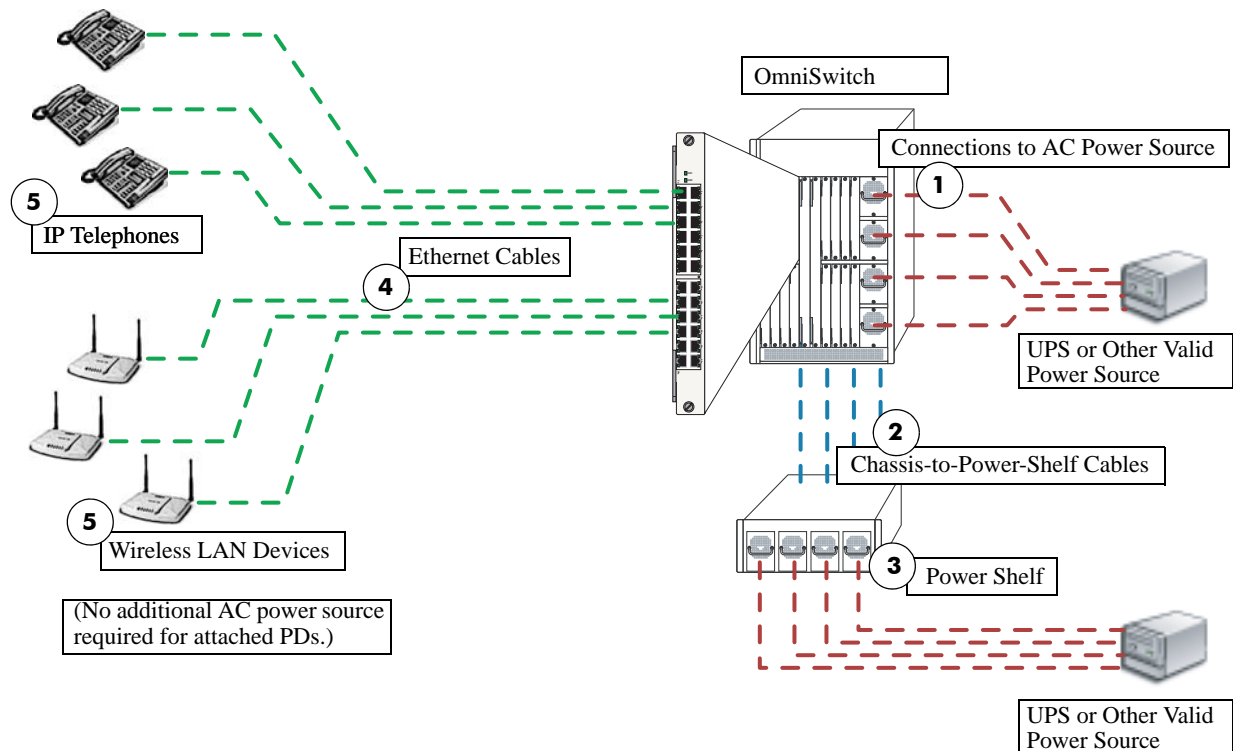 OmniSwitch
Connections to AC Power Source
1
5
IP Telephones
Ethernet Cables
4
UPS or Other Valid
Power Source
2
Chassis-to-Power-Shelf Cables
5
Wireless LAN Devices
3
Power Shelf
(No additional AC power source
required for attached PDs.)
UPS or Other Valid
Power Source